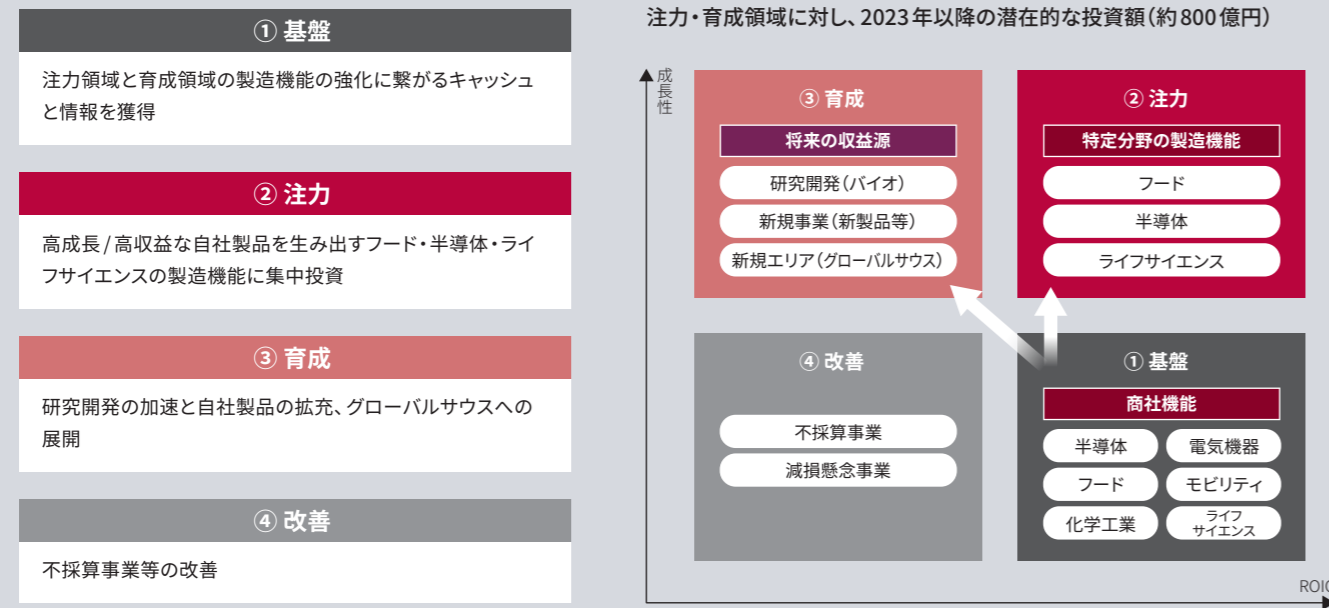 ① 基盤
注力領域と育成領域の製造機能の強化に繋がるキャッシュ
と情報を獲得
② 注力
高成長/高収益な自社製品を生み出すフード・半導体・ライ
フサイエンスの製造機能に集中投資
③ 育成
研究開発の加速と自社製品の拡充、グローバルサウスへの
展開
④ 改善
不採算事業等の改善
注力・育成領域に対し、2023年以降の潜在的な投資額（約800億円）
成長性
③ 育成
将来の収益源
研究開発（バイオ）
新規事業（新製品等）
新規エリア（グローバルサウス）
② 注力
特定分野の製造機能
フード
半導体
ライフサイエンス
④ 改善
不採算事業
減損懸念事業
① 基盤
商社機能
半導体
電気機器
フード
モビリティ
化学工業
ライフ
サイエンス
ROIC